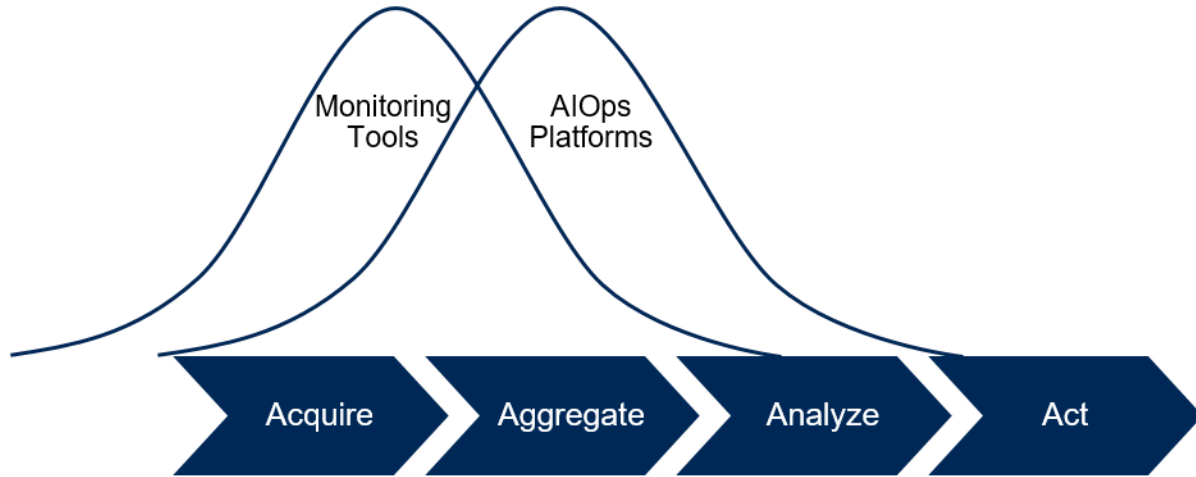 Monitoring
Tools
AIOps
Platforms
Acquire
Aggregate
Analyze
Act